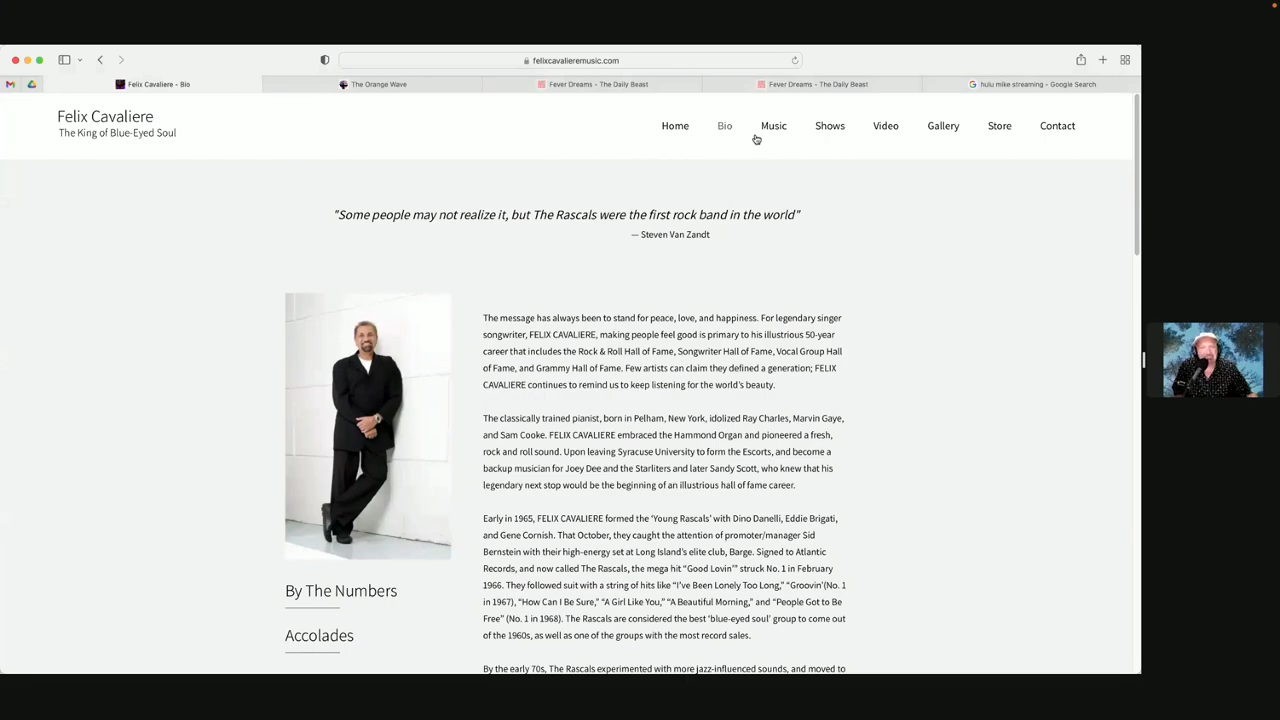 felixcavalieremusic.com
Felix Cavaliere - Bio
The Orange Wave
Fever Dreams - The Daily Beast
Fever Dreams - The Daily Beast
hulu mike streaming - Google Search
Felix Cavaliere
The King of Blue-Eyed Soul
Home Bio Music Shows Video Gallery Store Contact
"Some people may not realize it, but The Rascals were the first rock band in the world"
— Steven Van Zandt
The message has always been to stand for peace, love, and happiness. For legendary singer
songwriter, FELIX CAVALIERE, making people feel good is primary to his illustrious 50-year
career that includes the Rock & Roll Hall of Fame, Songwriter Hall of Fame, Vocal Group Hall
of Fame, and Grammy Hall of Fame. Few artists can claim they defined a generation; FELIX
CAVALIERE continues to remind us to keep listening for the world's beauty.
The classically trained pianist, born in Pelham, New York, idolized Ray Charles, Marvin Gaye,
and Sam Cooke. FELIX CAVALIERE embraced the Hammond Organ and pioneered a fresh,
rock and roll sound. Upon leaving Syracuse University to form the Escorts, and become a
backup musician for Joey Dee and the Starliters and later Sandy Scott, who knew that his
legendary next stop would be the beginning of an illustrious hall of fame career.
Early in 1965, FELIX CAVALIERE formed the ‘Young Rascals’ with Dino Danelli, Eddie Brigati,
and Gene Cornish. That October, they caught the attention of promoter/manager Sid
Bernstein with their high-energy set at Long Island's elite club, Barge. Signed to Atlantic
Records, and now called The Rascals, the mega hit “Good Lovin’” struck No. 1 in February
1966. They followed suit with a string of hits like “I’ve Been Lonely Too Long,” “Groovin’(No. 1
in 1967), “How Can I Be Sure,” “A Girl Like You,” “A Beautiful Morning,” and “People Got to Be
Free” (No. 1 in 1968). The Rascals are considered the best ‘blue-eyed soul’ group to come out
of the 1960s, as well as one of the groups with the most record sales.
By the early 70s, The Rascals experimented with more jazz-influenced sounds, and moved to
By The Numbers
Accolades